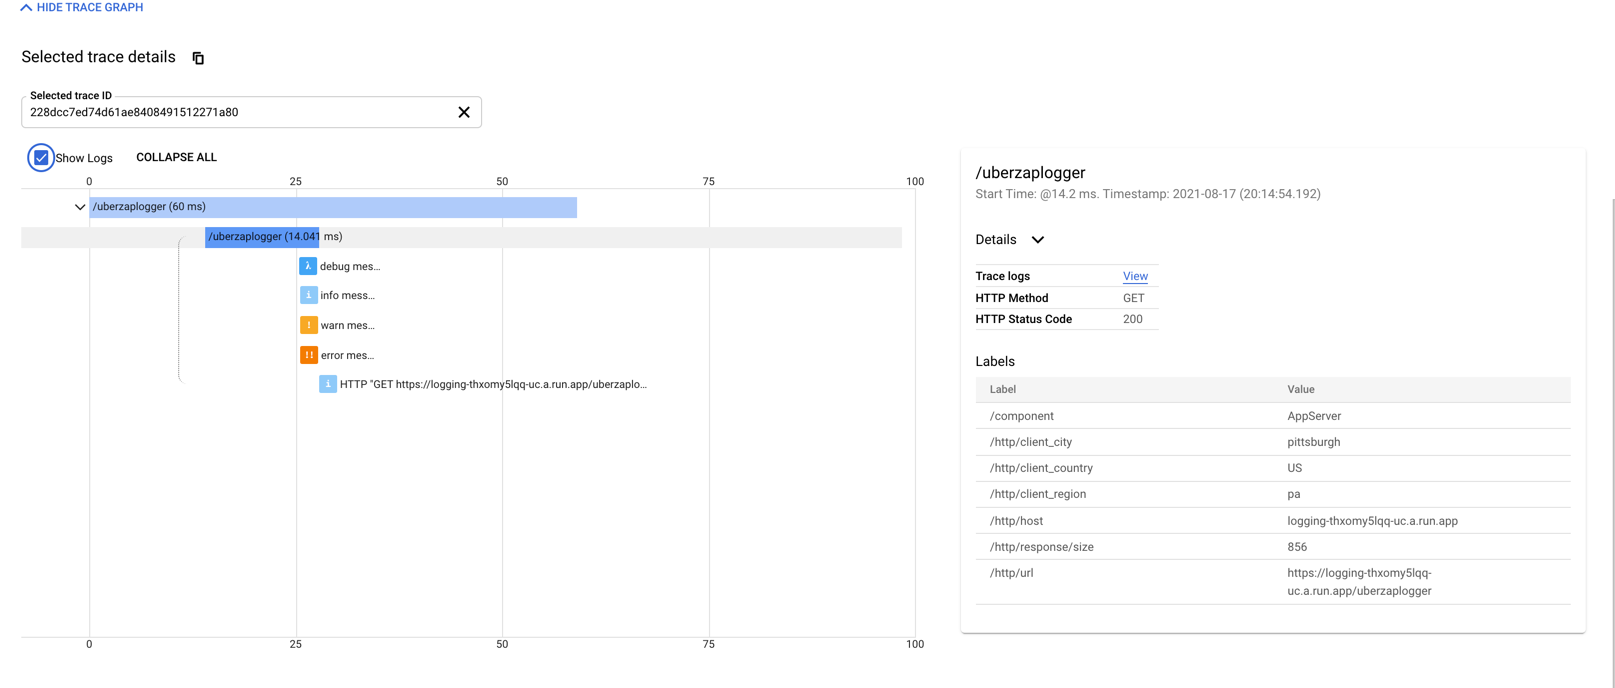 HIDE TRACE GRAPH
Selected trace details
Selected trace ID
228dcc7ed74d61ae8408491512271a80
Show Logs COLLAPSE ALL
0 25 50 75 100
/uberzaplogger (60 ms)
/uberzaplogger (14.041 ms)
debug mes...
info mess...
warn mes...
error mes...
HTTP "GET https://logging-thxomy5lqq-uc.a.run.app/uberzaplo...
0 25 50 75 100
/uberzaplogger
Start Time: @14.2 ms. Timestamp: 2021-08-17 (20:14:54.192)
Details
Trace logs View
HTTP Method GET
HTTP Status Code 200
Labels
Label Value
/component AppServer
/http/client_city pittsburgh
/http/client_country US
/http/client_region pa
/http/host logging-thxomy5lqq-uc.a.run.app
/http/response/size 856
/http/url https://logging-thxomy5lqq-
uc.a.run.app/uberzaplogger